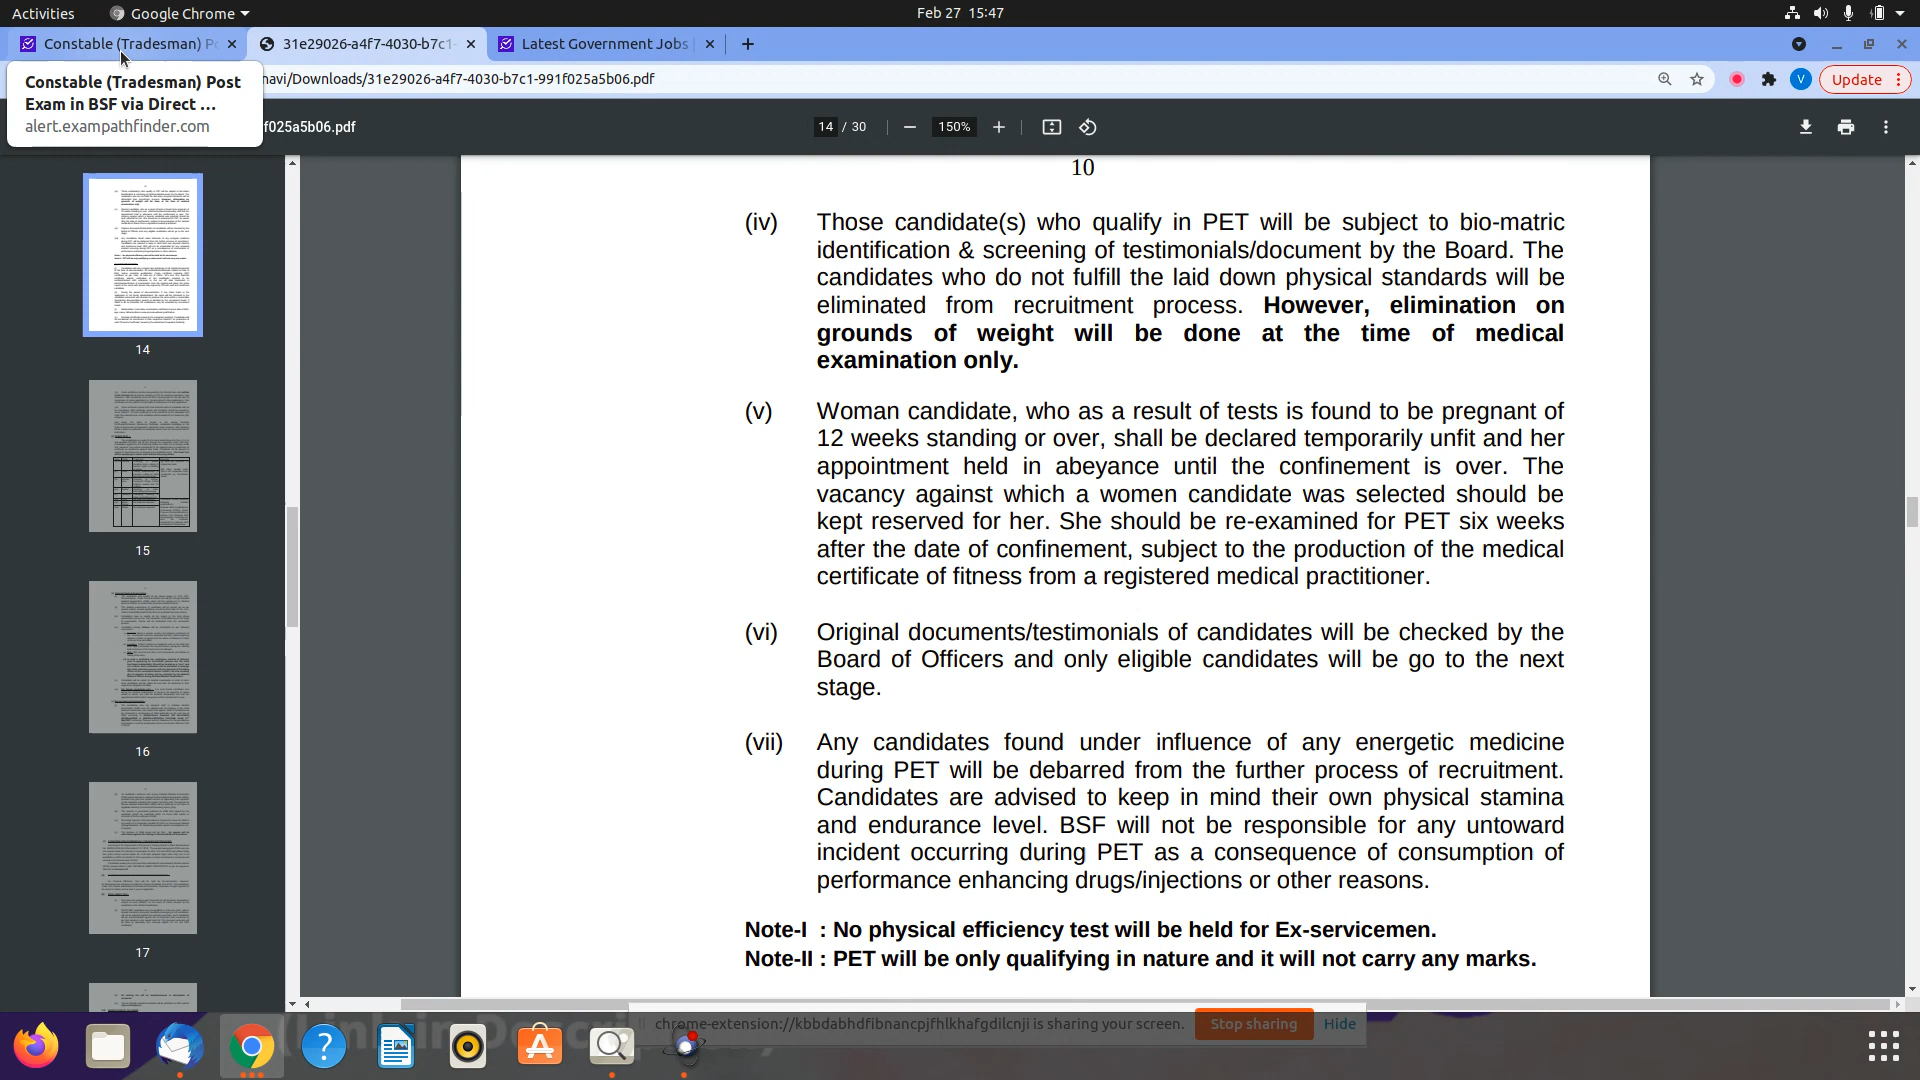 Activities
Google Chrome
Feb 27 15:47
Constable (Tradesman) P
31e29026-a4f7-4030-b7c1-
Latest Government Jobs
Constable (Tradesman) Post
Exam in BSF via Direct ...
alert.exampathfinder.com
navi/Downloads/31e29026-a4f7-4030-b7c1-991f025a5b06.pdf
V
Update
f025a5b06.pdf
14 / 30
150%
14
15
16
17
10
(iv) Those candidate(s) who qualify in PET will be subject to bio-matric
identification & screening of testimonials/document by the Board. The
candidates who do not fulfill the laid down physical standards will be
eliminated from recruitment process. However, elimination on
grounds of weight will be done at the time of medical
examination only.
(v) Woman candidate, who as a result of tests is found to be pregnant of
12 weeks standing or over, shall be declared temporarily unfit and her
appointment held in abeyance until the confinement is over. The
vacancy against which a women candidate was selected should be
kept reserved for her. She should be re-examined for PET six weeks
after the date of confinement, subject to the production of the medical
certificate of fitness from a registered medical practitioner.
(vi) Original documents/testimonials of candidates will be checked by the
Board of Officers and only eligible candidates will be go to the next
stage.
(vii) Any candidates found under influence of any energetic medicine
during PET will be debarred from the further process of recruitment.
Candidates are advised to keep in mind their own physical stamina
and endurance level. BSF will not be responsible for any untoward
incident occurring during PET as a consequence of consumption of
performance enhancing drugs/injections or other reasons.
Note-I : No physical efficiency test will be held for Ex-servicemen.
Note-II : PET will be only qualifying in nature and it will not carry any marks.
chrome-extension://kbbdabhdfibnancpjfhlkhafgdilcnji is sharing your screen.
Stop sharing
Hide